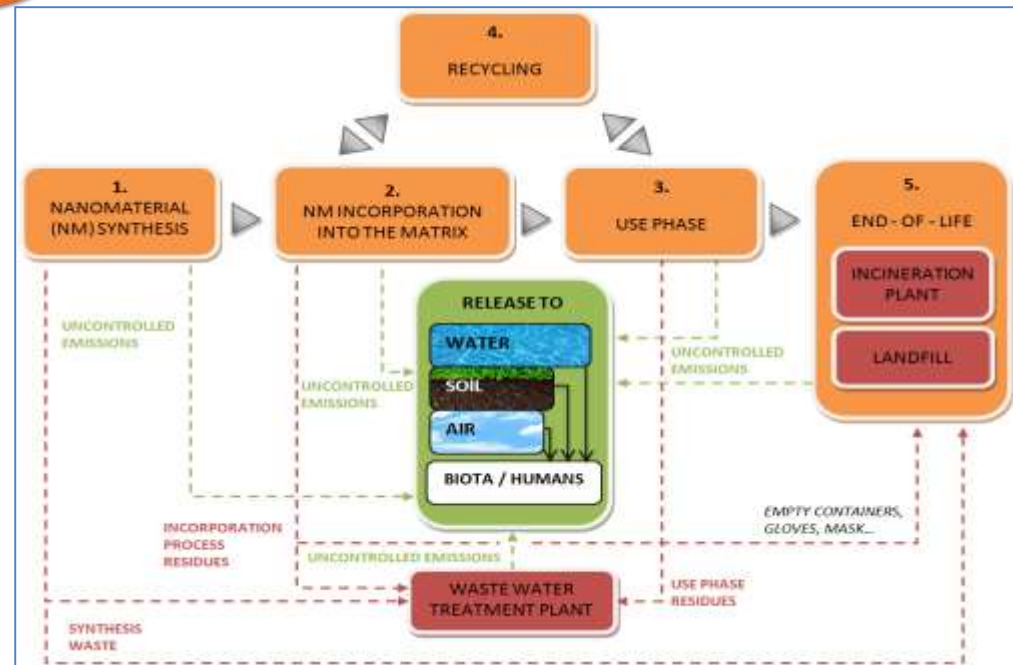 4.
RECYCLING
1.
NANOMATERIAL
(NM) SYNTHESIS
2.
NM INCORPORATION
INTO THE MATRIX
3.
USE PHASE
5.
END - OF - LIFE
INCINERATION
PLANT
LANDFILL
RELEASE TO
WATER
SOIL
AIR
BIOTA / HUMANS
UNCONTROLLED
EMISSIONS
UNCONTROLLED
EMISSIONS
UNCONTROLLED
EMISSIONS
INCORPORATION
PROCESS
RESIDUES
UNCONTROLLED EMISSIONS
EMPTY CONTAINERS,
GLOVES, MASK...
WASTE WATER
TREATMENT PLANT
USE PHASE
RESIDUES
SYNTHESIS
WASTE